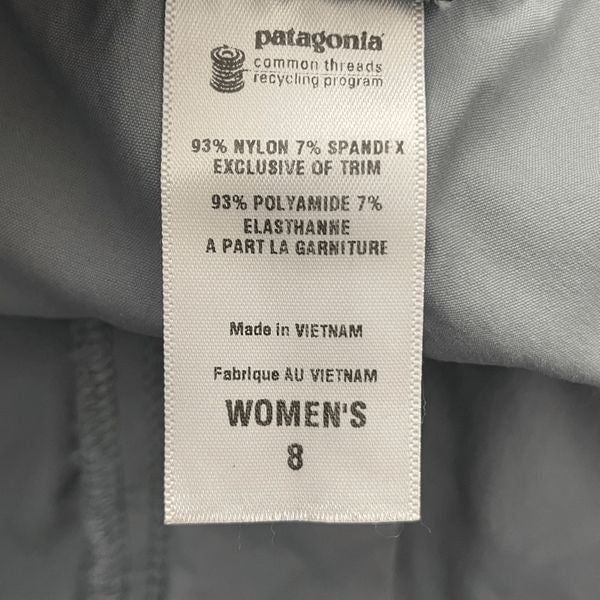 patagonia
common threads
recycling program
93% NYLON 7% SPANDEX
EXCLUSIVE OF TRIM
93% POLYAMIDE 7%
ELASTHANNE
A PART LA GARNITURE
Made in VIETNAM
Fabrique AU VIETNAM
WOMEN'S
8